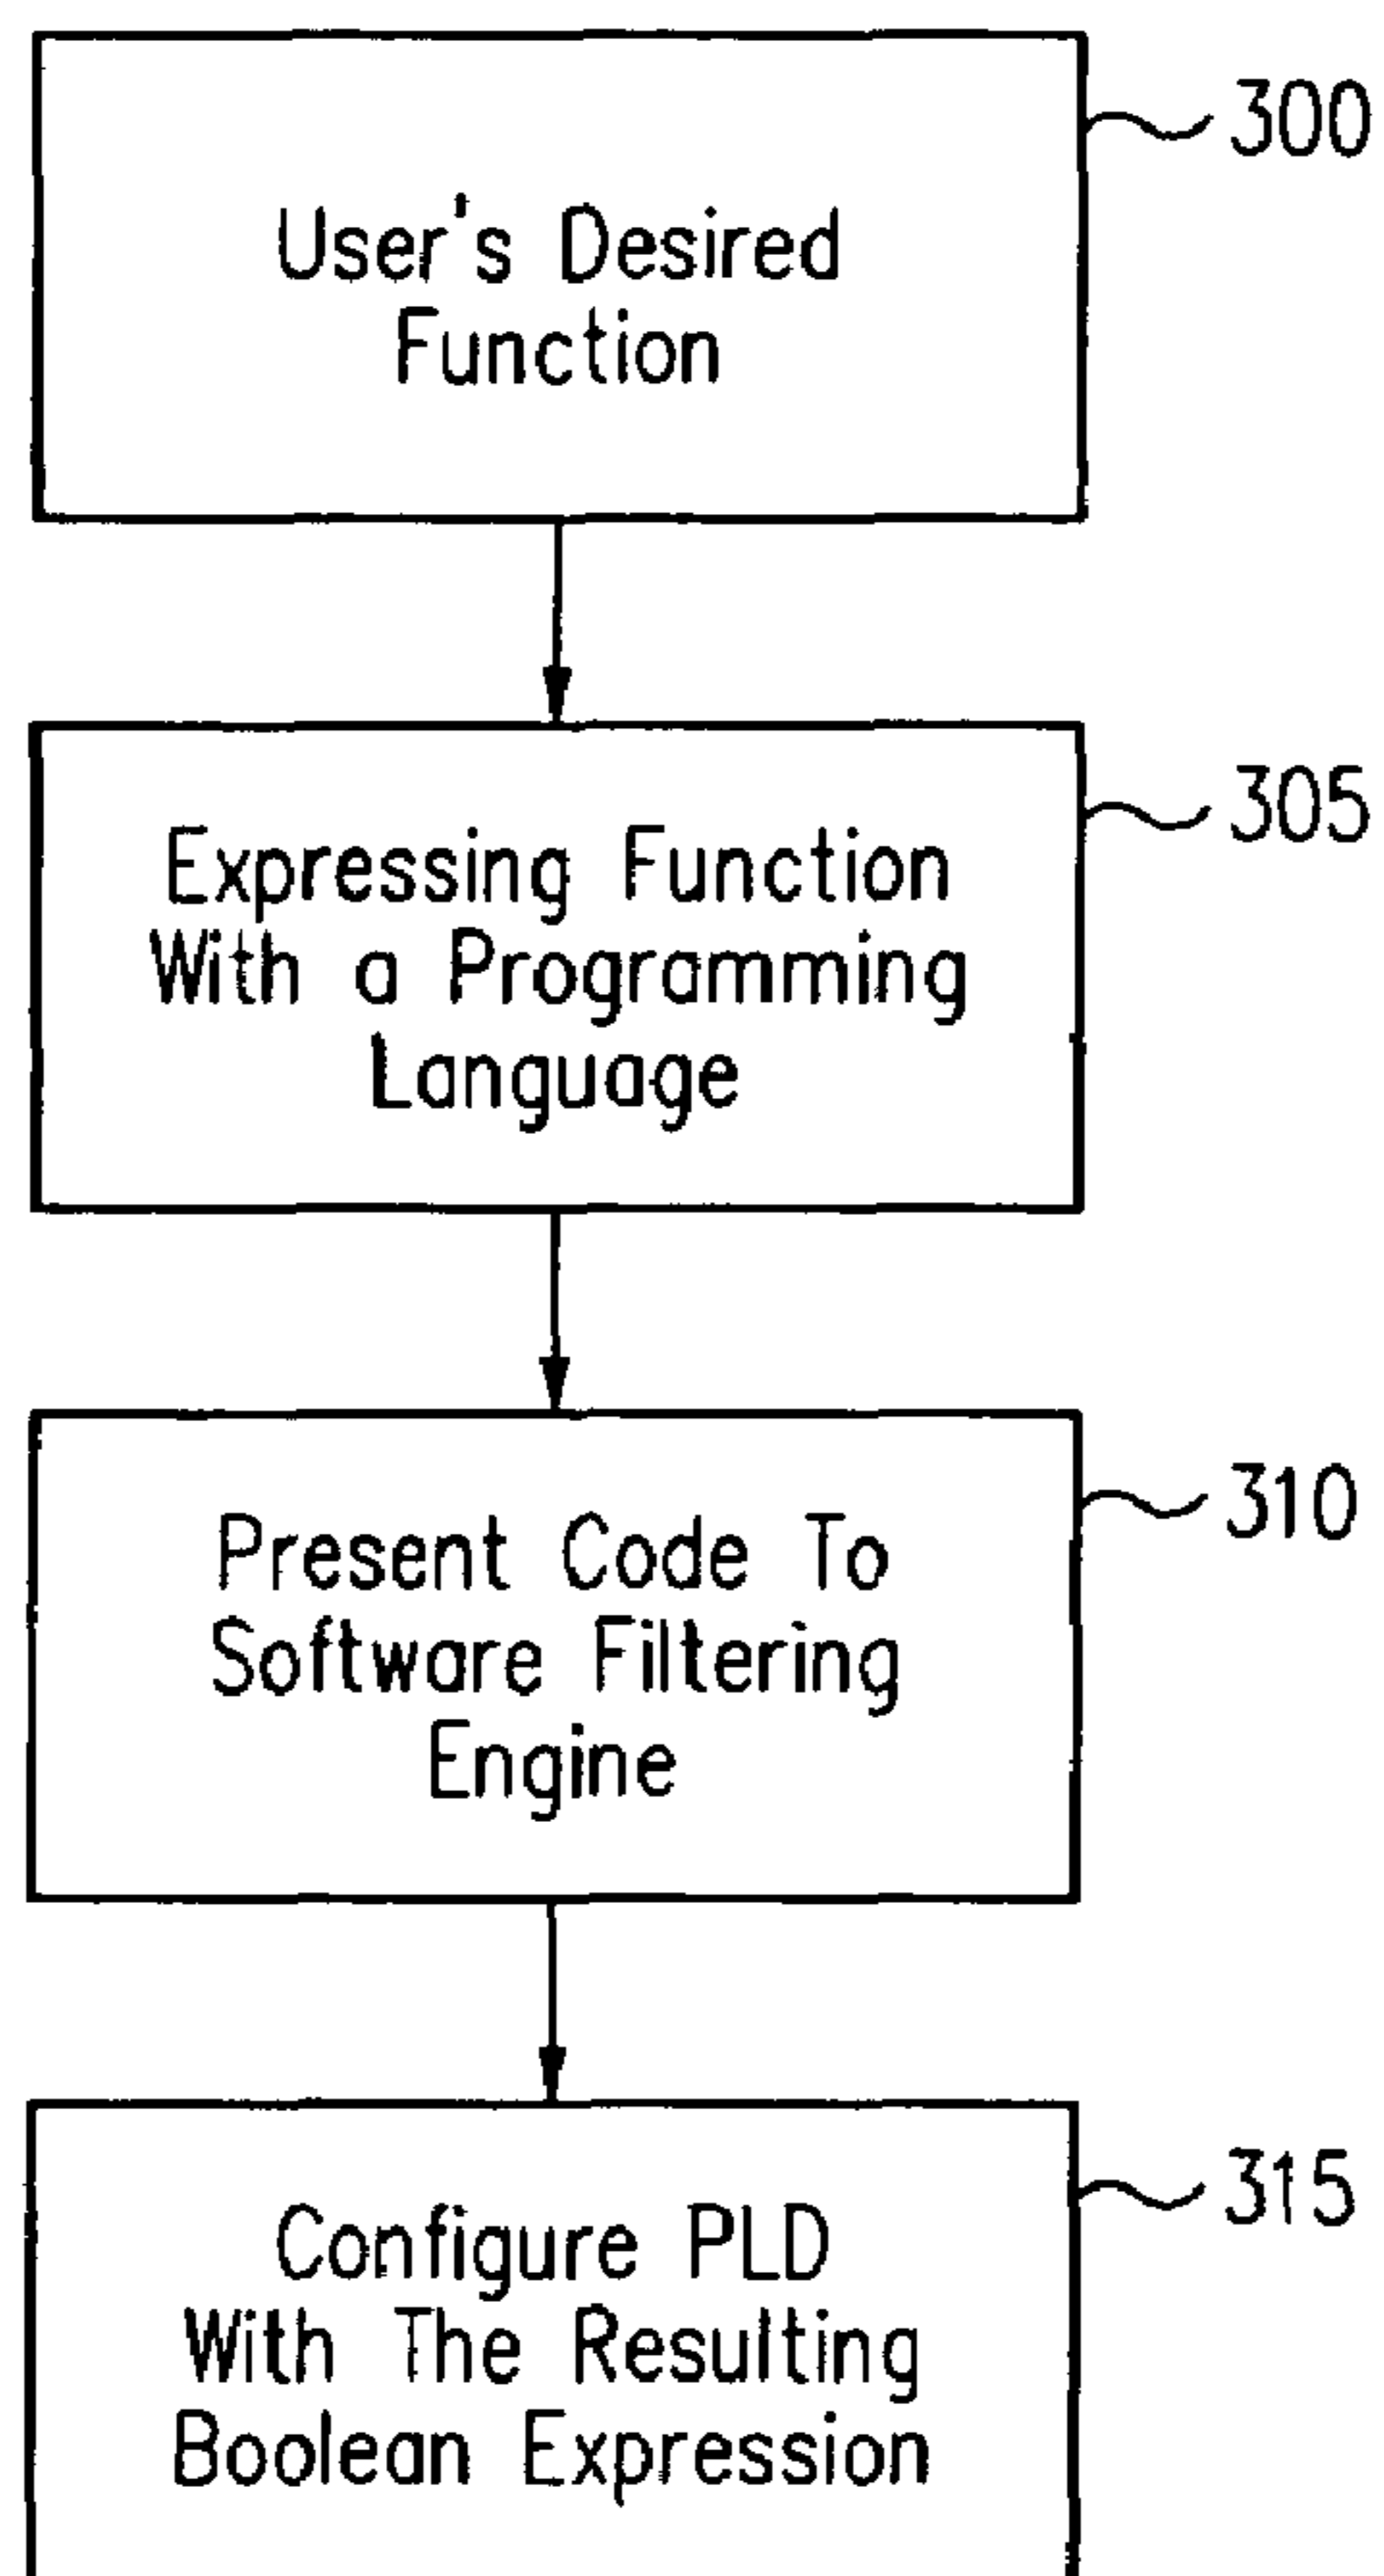 300
User's Desired
Function
305
Expressing Function
With a Programming
Language
310
Present Code To
Software Filtering
Engine
315
Configure PLD
With The Resulting
Boolean Expression